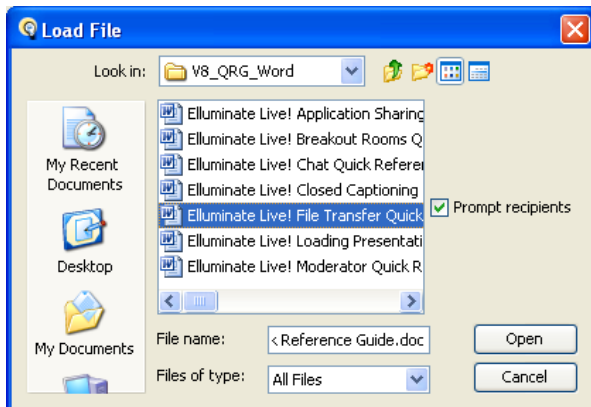 Load File
Look in: V8_QRG_Word
My Recent
Documents
Desktop
My Documents
Elluminate Live! Application Sharing
Elluminate Live! Breakout Rooms Q
Elluminate Live! Chat Quick Refere
Elluminate Live! Closed Captioning
Elluminate Live! File Transfer Quick
Elluminate Live! Loading Presentati
Elluminate Live! Moderator Quick R
Prompt recipients
File name: Reference Guide.doc
Open
Files of type: All Files
Cancel